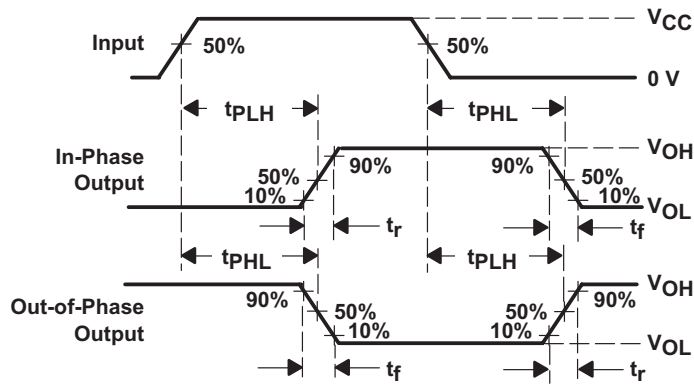 VCC
Input
50%
50%
0 V
tPLH
tPHL
In-Phase
Output
VOH
90%
90%
50%
50%
10%
10%
VOL
tr
tf
tPHL
tPLH
Out-of-Phase
Output
VOH
90%
90%
50%
50%
10%
10%
VOL
tf
tr